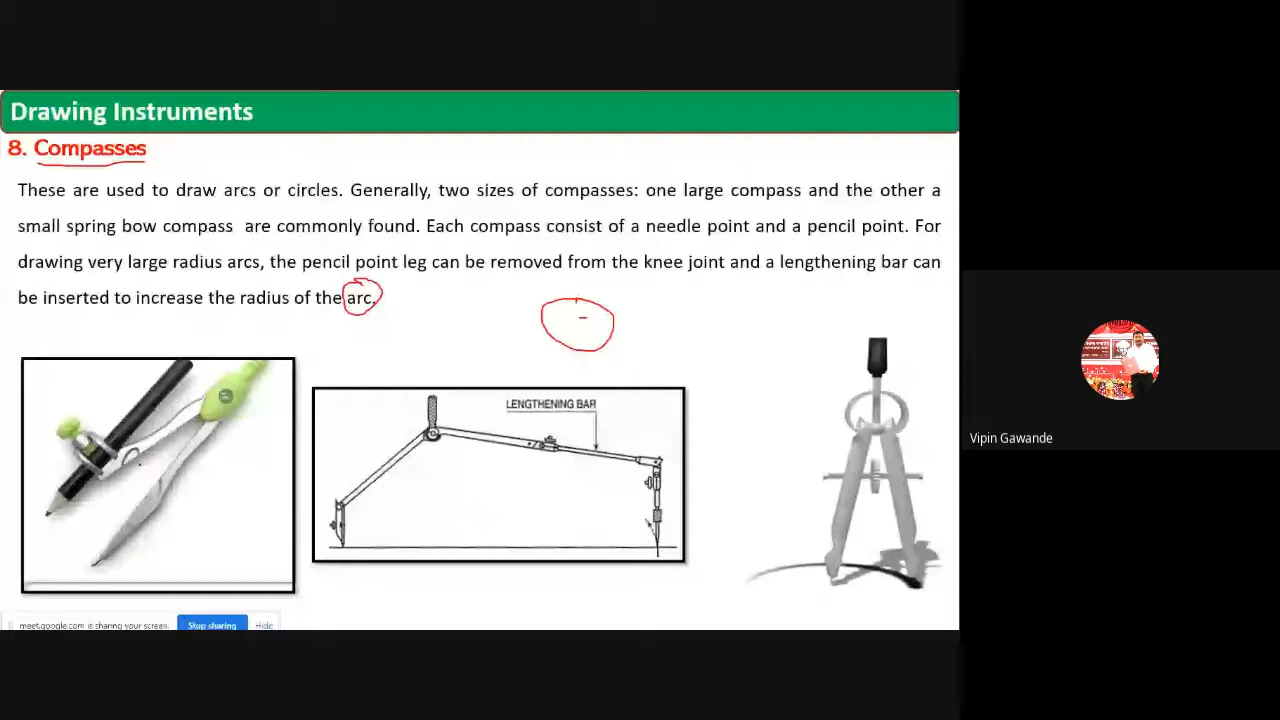 Drawing Instruments
8. Compasses
These are used to draw arcs or circles. Generally, two sizes of compasses: one large compass and the other a
small spring bow compass are commonly found. Each compass consist of a needle point and a pencil point. For
drawing very large radius arcs, the pencil point leg can be removed from the knee joint and a lengthening bar can
be inserted to increase the radius of the arc.
LENGTHENING BAR
Vipin Gawande
meet.google.com is sharing your screen.
Stop sharing
Hide